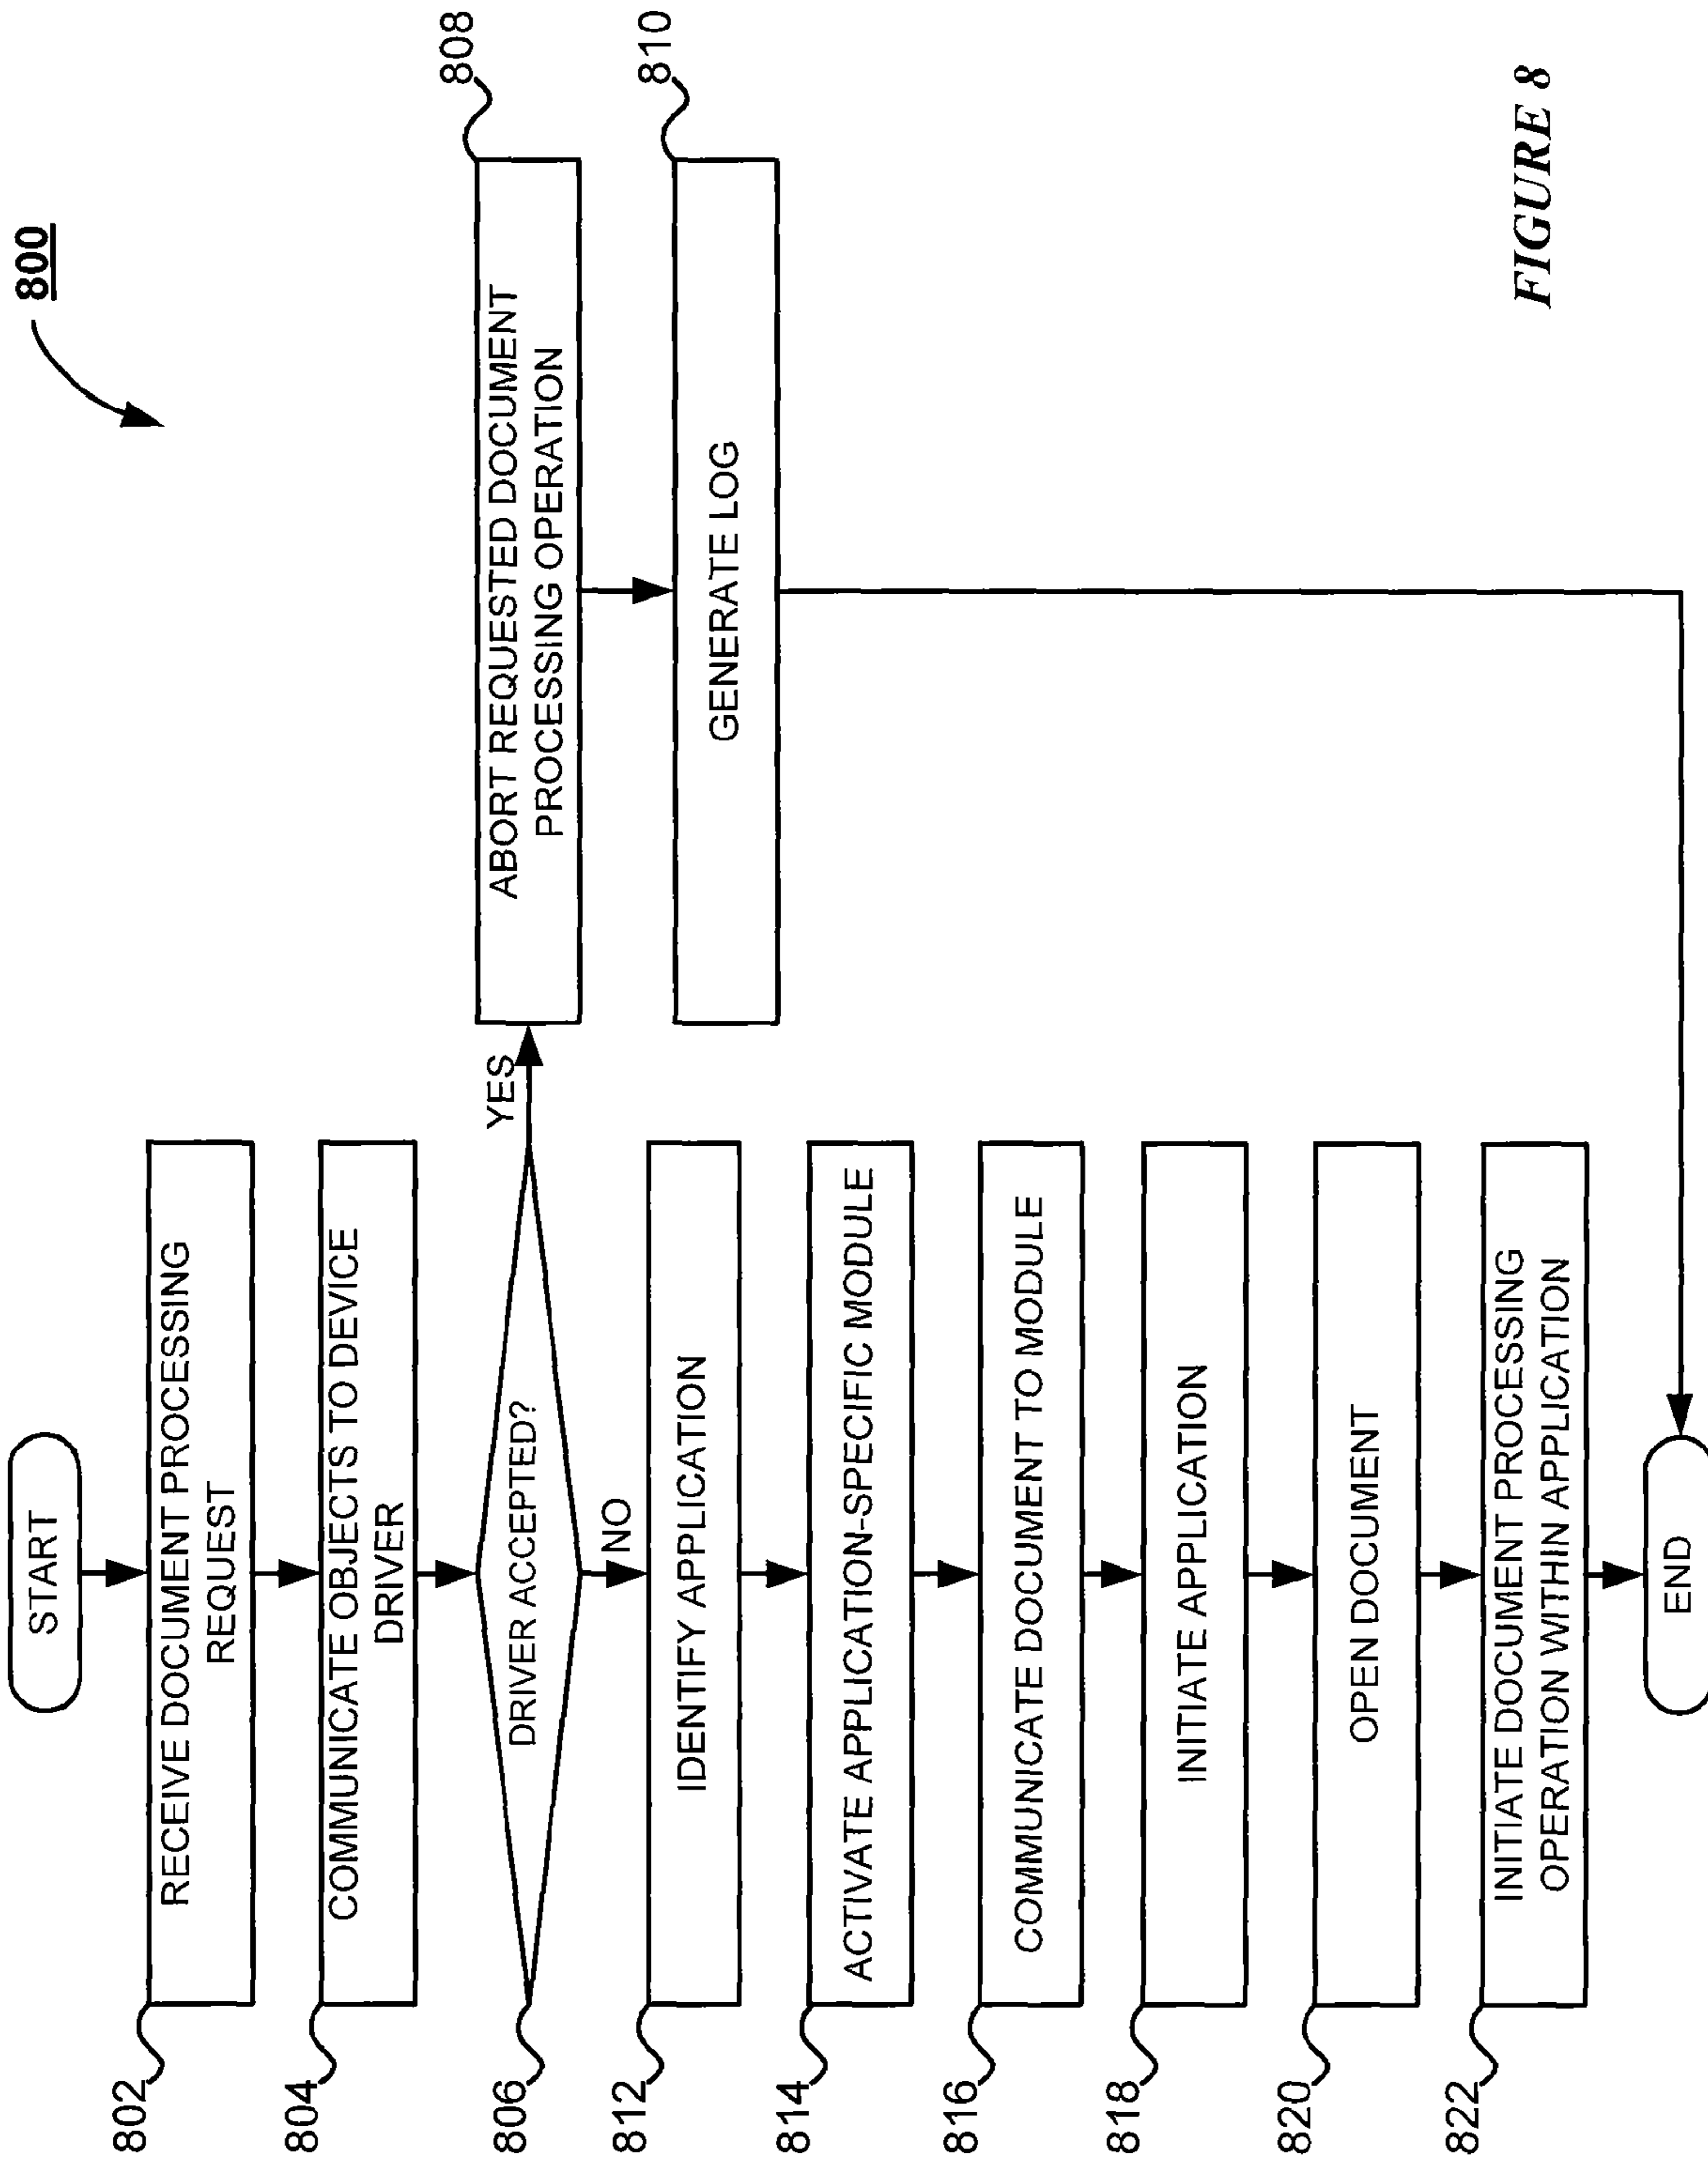 800
START
802
RECEIVE DOCUMENT PROCESSING
REQUEST
804
COMMUNICATE OBJECTS TO DEVICE
DRIVER
806
DRIVER ACCEPTED?
YES
NO
808
ABORT REQUESTED DOCUMENT
PROCESSING OPERATION
810
GENERATE LOG
812
IDENTIFY APPLICATION
814
ACTIVATE APPLICATION-SPECIFIC MODULE
816
COMMUNICATE DOCUMENT TO MODULE
818
INITIATE APPLICATION
820
OPEN DOCUMENT
822
INITIATE DOCUMENT PROCESSING
OPERATION WITHIN APPLICATION
END
FIGURE 8